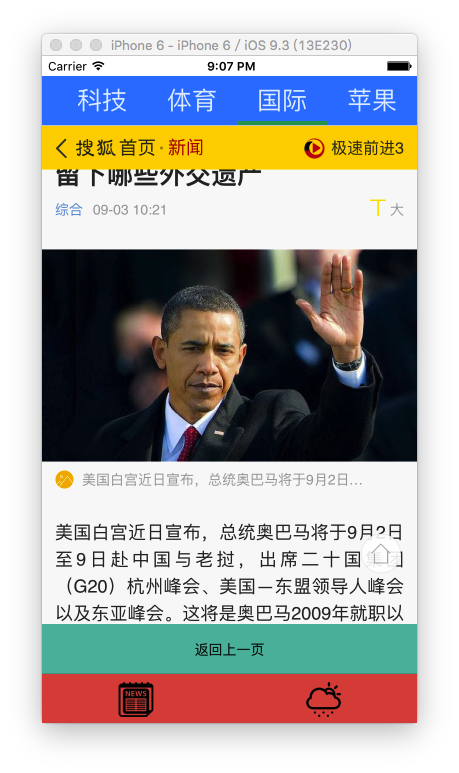 iPhone 6 - iPhone 6 / iOS 9.3 (13E230)
Carrier 9:07 PM
科技 体育 国际 苹果
搜狐首页·新闻 极速前进3
留下哪些外交遗产
综合 09-03 10:21 T大
美国白宫近日宣布，总统奥巴马将于9月2日...
美国白宫近日宣布，总统奥巴马将于9月2日
至9日赴中国与老挝，出席二十国集团
（G20）杭州峰会、美国—东盟领导人峰会
以及东亚峰会。这将是奥巴马2009年就职以
返回上一页
NEWS